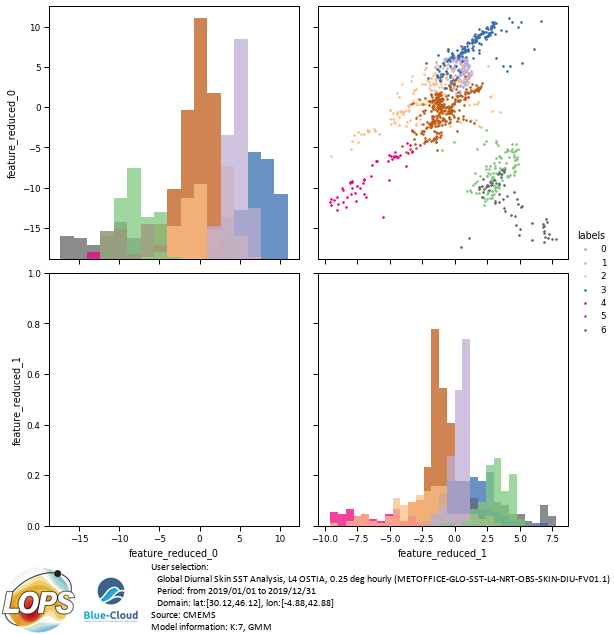 feature_reduced_0
10
5
0
−5
−10
−15
labels
0
1
2
3
4
5
6
feature_reduced_1
1.0
0.8
0.6
0.4
0.2
0.0
−15 −10 −5 0 5 10
feature_reduced_0
−10.0 −7.5 −5.0 −2.5 0.0 2.5 5.0 7.5
feature_reduced_1
LOPS
Blue-Cloud
User selection:
Global Diurnal Skin SST Analysis, L4 OSTIA, 0.25 deg hourly (METOFFICE-GLO-SST-L4-NRT-OBS-SKIN-DIU-FV01.1)
Period: from 2019/01/01 to 2019/12/31
Domain: lat:[30.12,46.12], lon:[-4.88,42.88]
Source: CMEMS
Model information: K:7, GMM